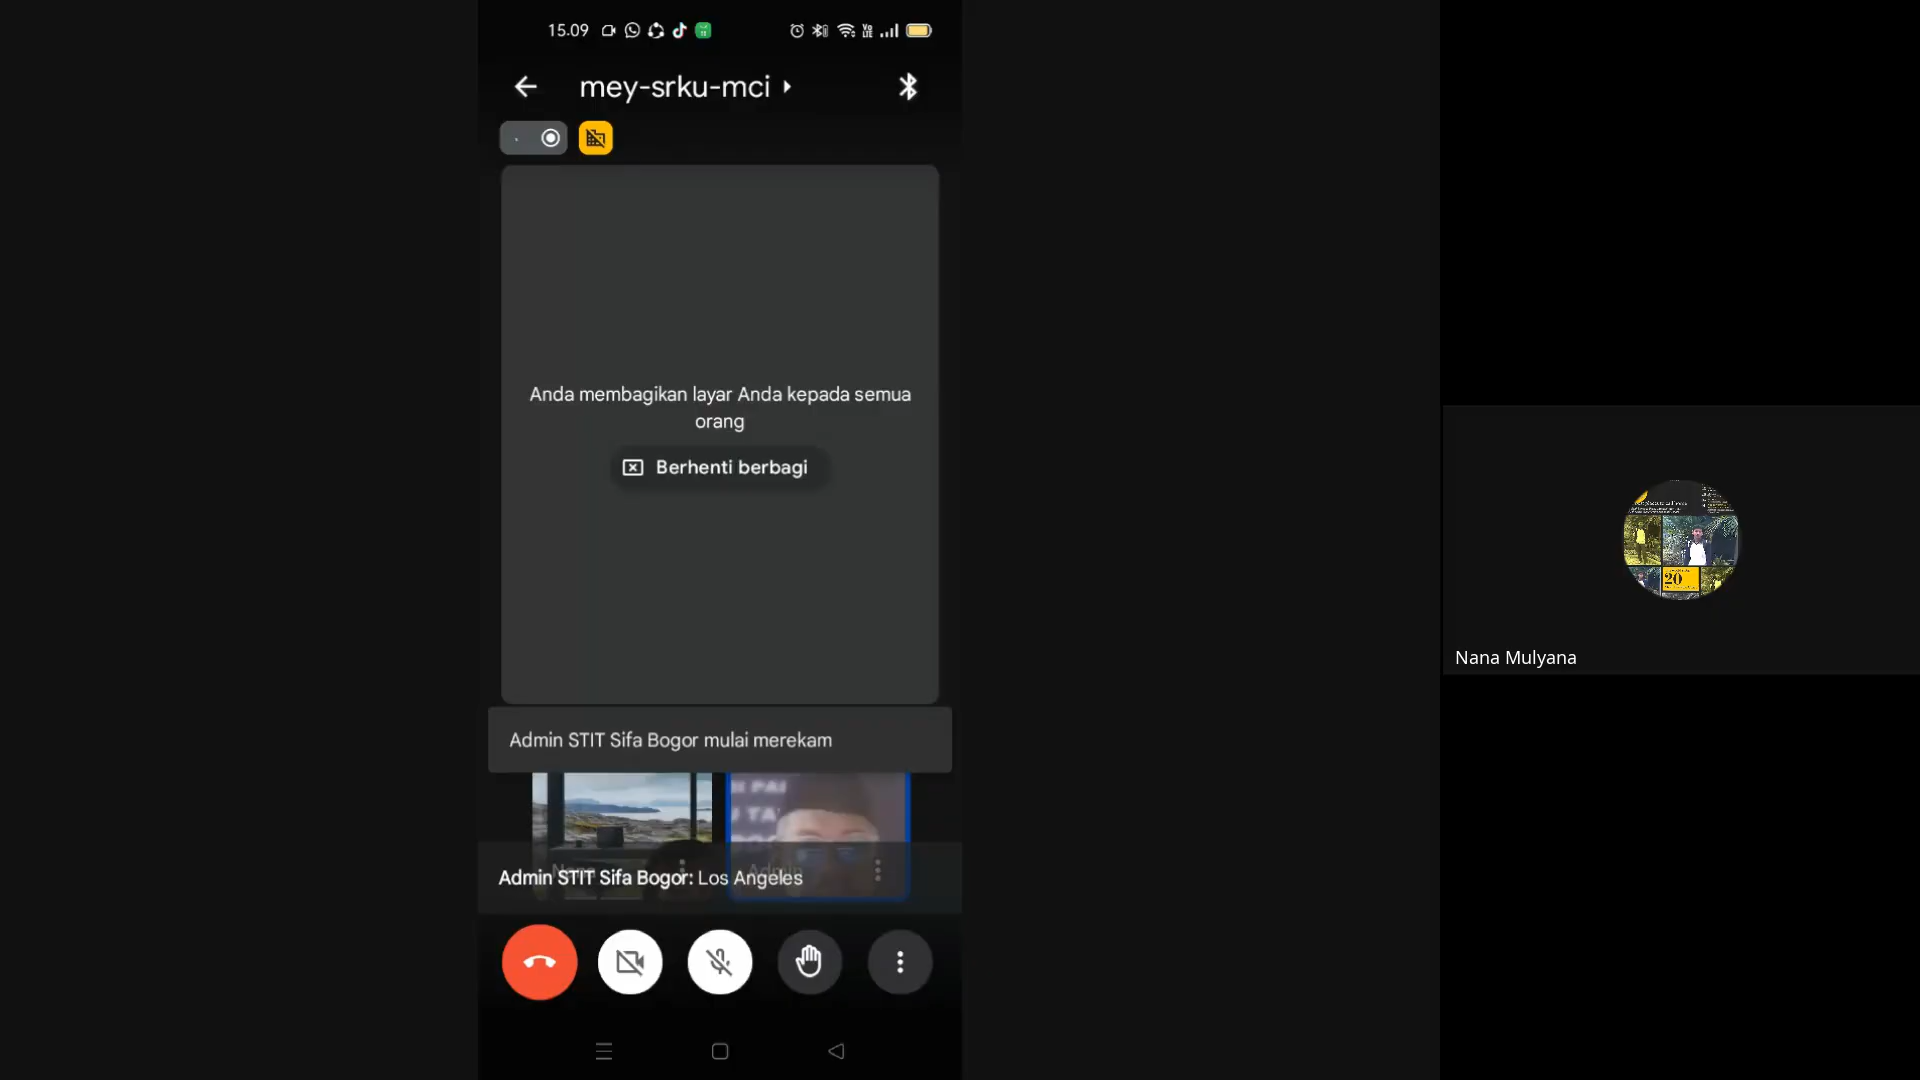 15.09
mey-srku-mci
Anda membagikan layar Anda kepada semua
orang
Berhenti berbagi
Admin STIT Sifa Bogor mulai merekam
Admin STIT Sifa Bogor: Los Angeles
Nana Mulyana
20